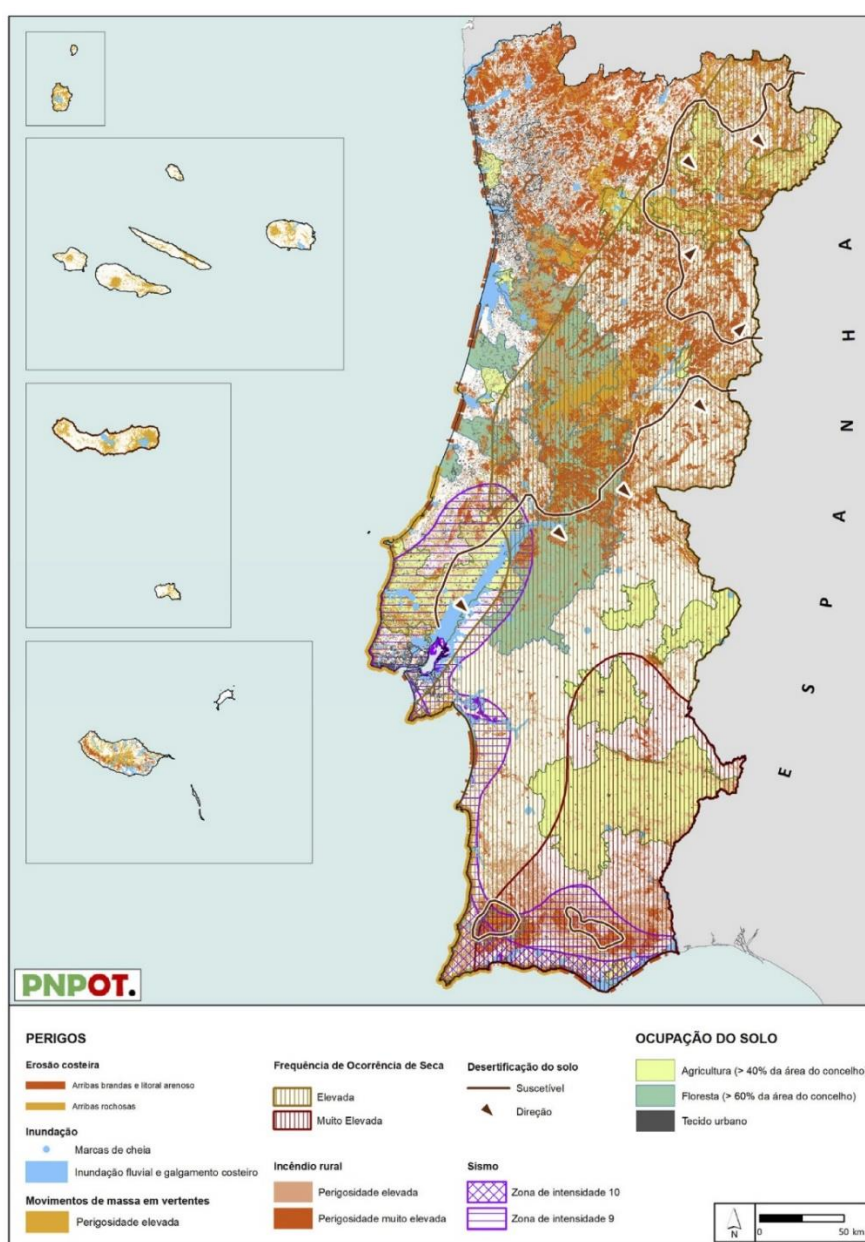 ESPANHA
PNPOT.
PERIGOS
Erosão costeira
Arribas brandas e litoral arenoso
Arribas rochosas
Inundação
Marcas de cheia
Inundação fluvial e galgamento costeiro
Movimentos de massa em vertentes
Perigosidade elevada
Frequência de Ocorrência de Seca
Elevada
Muito Elevada
Incêndio rural
Perigosidade elevada
Perigosidade muito elevada
Desertificação do solo
Suscetível
Direção
Sismo
Zona de intensidade 10
Zona de intensidade 9
OCUPAÇÃO DO SOLO
Agricultura (> 40% da área do concelho)
Floresta (> 60% da área do concelho)
Tecido urbano
N
0 50 km